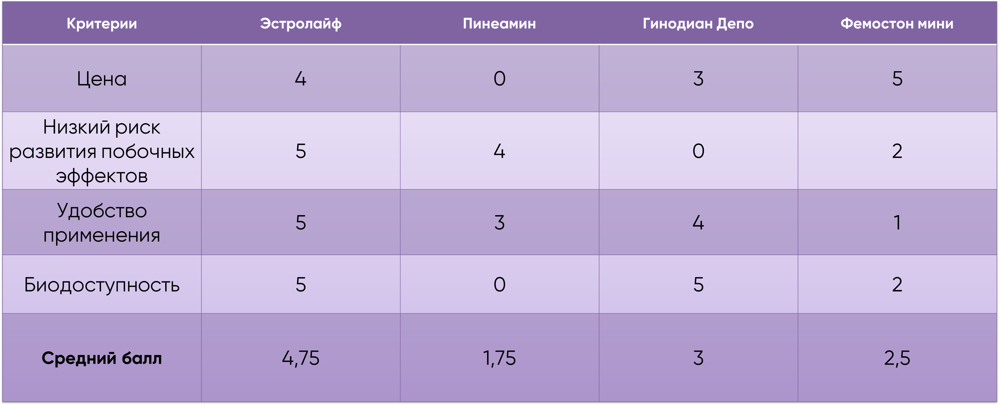 Критерии Эстролайф Пинеамин Гинодиан Депо Фемостон мини
Цена 4 0 3 5
Низкий риск
развития побочных
эффектов
5 4 0 2
Удобство
применения
5 3 4 1
Биодоступность 5 0 5 2
Средний балл 4,75 1,75 3 2,5